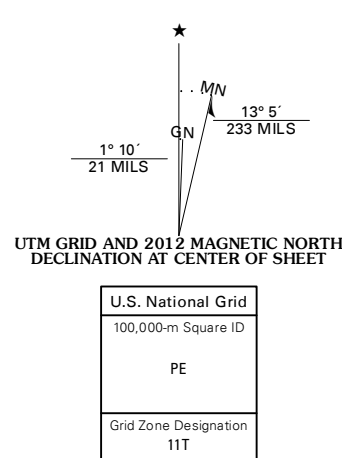 ★
MN
GN
13° 5´
233 MILS
1° 10´
21 MILS
UTM GRID AND 2012 MAGNETIC NORTH
DECLINATION AT CENTER OF SHEET
U.S. National Grid
100,000-m Square ID
PE
Grid Zone Designation
11T